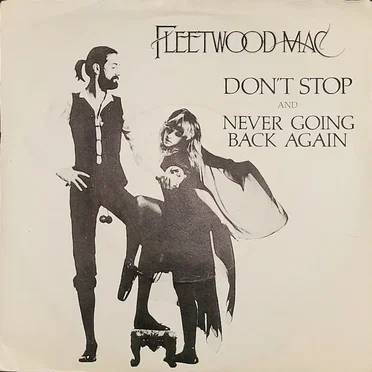 FLEETWOOD MAC
DON'T STOP
AND
NEVER GOING
BACK AGAIN